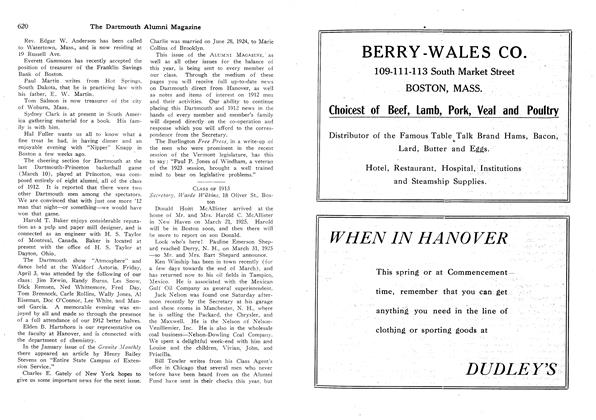 620 The Dartmouth Alumni Magazine
Rev. Edgar W. Anderson has been called
to Watertown, Mass., and is now residing at
19 Russell Ave.
Everett Gammons has recently accepted the
position of treasurer of the Franklin Savings
Bank of Boston.
Paul Martin writes from Hot Springs,
South Dakota, that he is practicing law with
his father, E. W. Martin.
Tom Salmon is now treasurer of the city
of Woburn, Mass.
Sydney Clark is at present in South Amer-
ica gathering material for a book. His fam-
ily is with him.
Hal Fuller wants us all to know what a
fine treat he had, in having dinner and an
enjoyable evening with "Nipper" Knapp in
Boston a few weeks ago.
The cheering section for Dartmouth at the
last Dartmouth-Princeton basketball game
(March 10), played at Princeton, was com-
posed entirely of eight alumni, all of the class
of 1912. It is reported that there were two
other men among the spectators.
We are convinced that with just one more '12
man that night—or something—we would have
won that game.
Harold T. Baker enjoys considerable reputa-
tion as a pulp and paper mill designer, and is
connected as an engineer with H. S. Taylor
of Montreal, Canada. Baker is located at
present with the office of H. S. Taylor at
Dayton, Ohio.
The Dartmouth show "Atmosphere" and
dance held at the Waldorf Astoria, Friday,
April 3, was attended by the following of our
class: Jim Erwin, Randy Burns, Les Snow,
Dick Remsen, Ned Whittemore, Fred Day,
Tom Brennock, Carle Rollins, Wally Jones, Al
Eiseman, Doc O'Connor, Lee White, and Man-
uel Garcia. A memorable evening was en-
joyed by all and made so through the presence
of a full attendance of our 1912 better halves.
Elden B. Hartshorn is our representative on
the faculty at Hanover, and is connected with
the department of chemistry.
In the January issue of the Granite Monthly
there appeared an article by Henry Bailey
Stevens on "Entire State Campus of Exten-
sion Service."
Charles E. Gately of New York hopes to
give us some important news for the next issue.
Charlie was married on June 28, 1924, to Marie
Collins of Brooklyn.
This issue of the ALUMNI MAGAZINE, as
well as all other issues for the balance of
this year, is being sent to every member of
our class. Through the medium of these
pages you will receive full up-to-date news
on Dartmouth direct from Hanover, as well
as notes and items of interest on 1912 men
and their activities. Our ability to continue
placing this Dartmouth and 1912 news in the
hands of every member and member's family
will depend directly on the co-operation and
response which you will afford to the corres-
pondence from the Secretary.
The Burlington Free Press, in a write-up of
the men who were prominent in the recent
session of the Vermont legislature, has this
to say: "Paul P. Jones of Windham, a veteran
of the 1923 session, brought a well trained
mind to bear on legislative problems."
CLASS OF 1913
Secretary, Warde Wilkins, 18 Oliver St., Bos-
ton
Donald Hoitt McAllister arrived at the
home of Mr. and Mrs. Harold C. McAllister
in New Haven on March 21, 1925. Harold
will be in Boston soon, and then there will
be more to report on son Donald.
Lock who's here! Pauline Emerson Shep-
ard reached Derry, N. H., on March 31, 1925
—so Mr. and Mrs. Bart Shepard announce.
Ken Winship has been in town recently (for
a few days towards the end of March), and
has returned now to his oil fields in Tampico,
Mexico. He is associated with the Mexican
Gulf Oil Company as general superintendent.
Jack Nelson was found one Saturday after-
noon recently by the Secretary at his garage
and show rooms in Manchester, N. H., where
he is selling the Packard, the Chrysler, and
the Maxwell. He is the Nelson of Nelson-
Vouillemier, Inc. He is also in the wholesale
coal business—Nelson-Dowling Coal Company.
We spent a delightful week-end with him and
Louise and the children, Vivian, John, and
Priscilla.
Bill Towler writes from his Class Agent's
office in Chicago that several men who never
before have been heard from on the Alumni
Fund have sent in their checks this year, but
BERRY-WALES CO.
109-111-113 South Market Street
BOSTON, MASS.
Choicest of Beef, Lamb, Pork, Veal and Poultry
Distributor of the Famous Table Talk Brand Hams, Bacon,
Lard, Butter and Eggs.
Hotel, Restaurant, Hospital, Institutions
and Steamship Supplies.
WHEN IN HANOVER
This spring or at Commencement
time, remember that you can get
anything you need in the line of
clothing or sporting goods at
DUDLEY'S